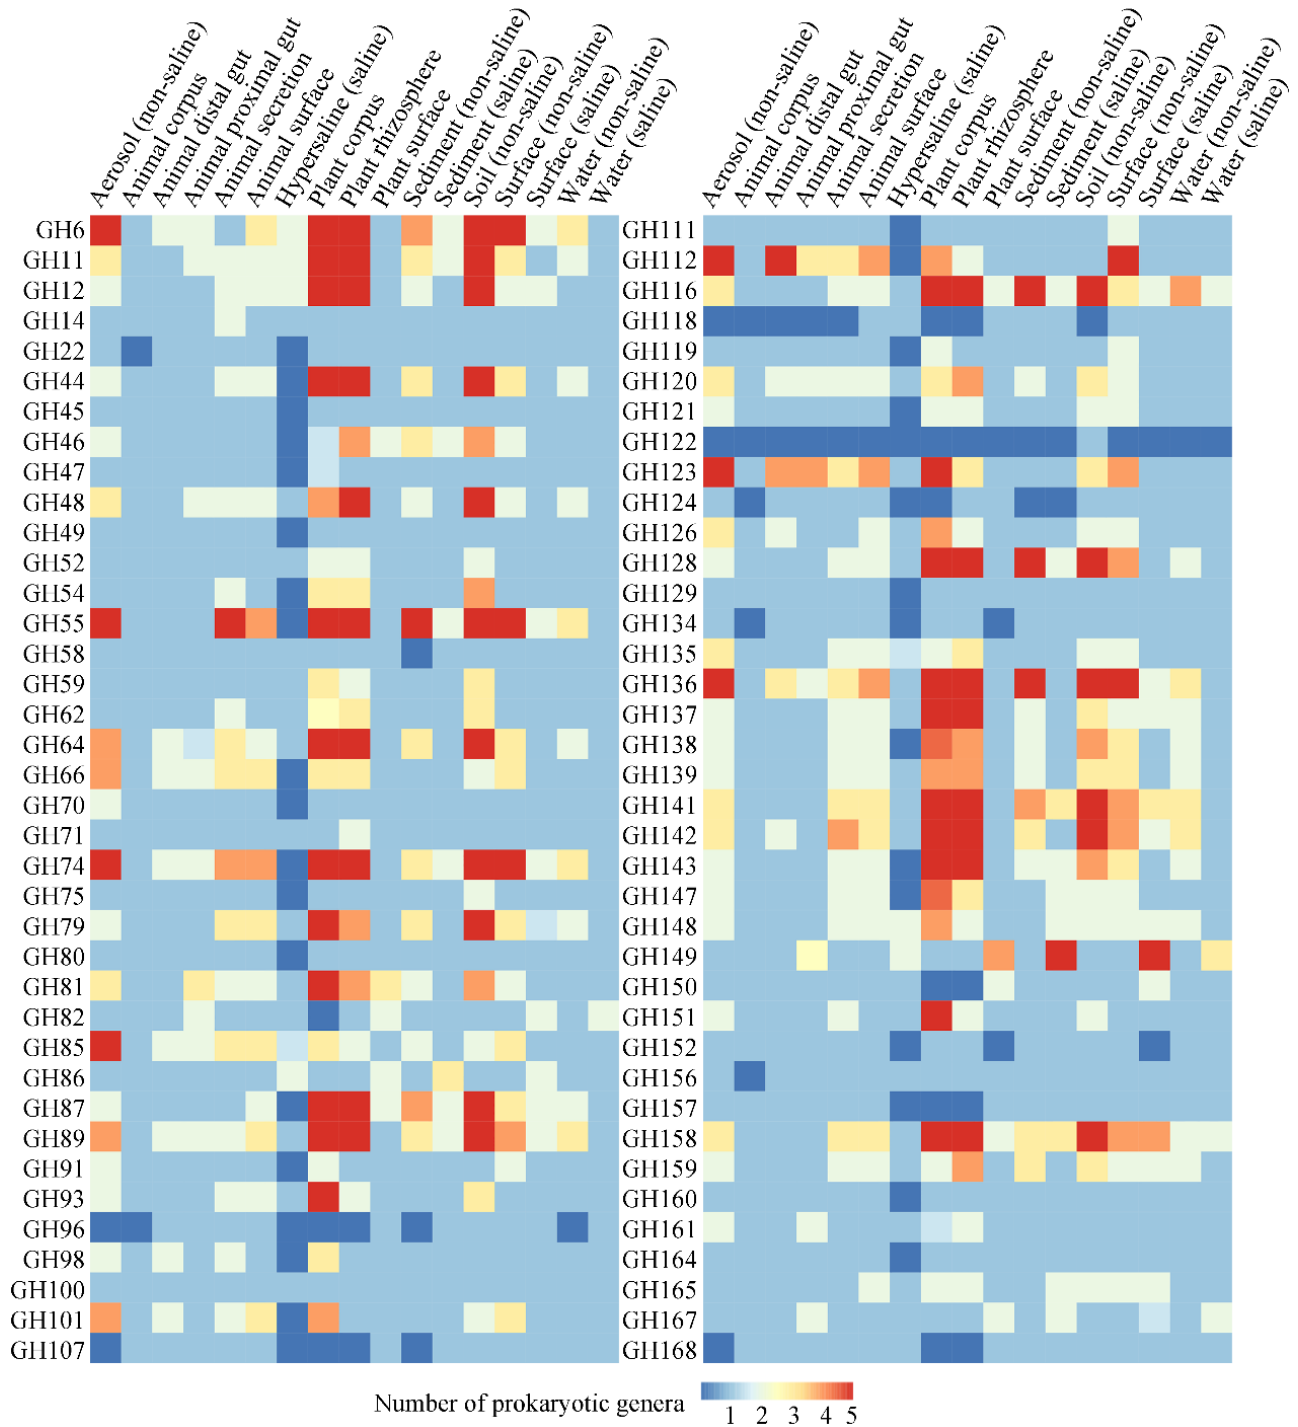 Aerosol (non-saline)
Animal corpus
Animal distal gut
Animal proximal gut
Animal secretion
Animal surface
Hypersaline (saline)
Plant corpus
Plant rhizosphere
Plant surface
Sediment (non-saline)
Sediment (saline)
Soil (non-saline)
Surface (non-saline)
Surface (saline)
Water (non-saline)
Water (saline)
GH6
GH11
GH12
GH14
GH22
GH44
GH45
GH46
GH47
GH48
GH49
GH52
GH54
GH55
GH58
GH59
GH62
GH64
GH66
GH70
GH71
GH74
GH75
GH79
GH80
GH81
GH82
GH85
GH86
GH87
GH89
GH91
GH93
GH96
GH98
GH100
GH101
GH107
Aerosol (non-saline)
Animal corpus
Animal distal gut
Animal proximal gut
Animal secretion
Animal surface
Hypersaline (saline)
Plant corpus
Plant rhizosphere
Plant surface
Sediment (non-saline)
Sediment (saline)
Soil (non-saline)
Surface (non-saline)
Surface (saline)
Water (non-saline)
Water (saline)
GH111
GH112
GH116
GH118
GH119
GH120
GH121
GH122
GH123
GH124
GH126
GH128
GH129
GH134
GH135
GH136
GH137
GH138
GH139
GH141
GH142
GH143
GH147
GH148
GH149
GH150
GH151
GH152
GH156
GH157
GH158
GH159
GH160
GH161
GH164
GH165
GH167
GH168
Number of prokaryotic genera
1 2 3 4 5